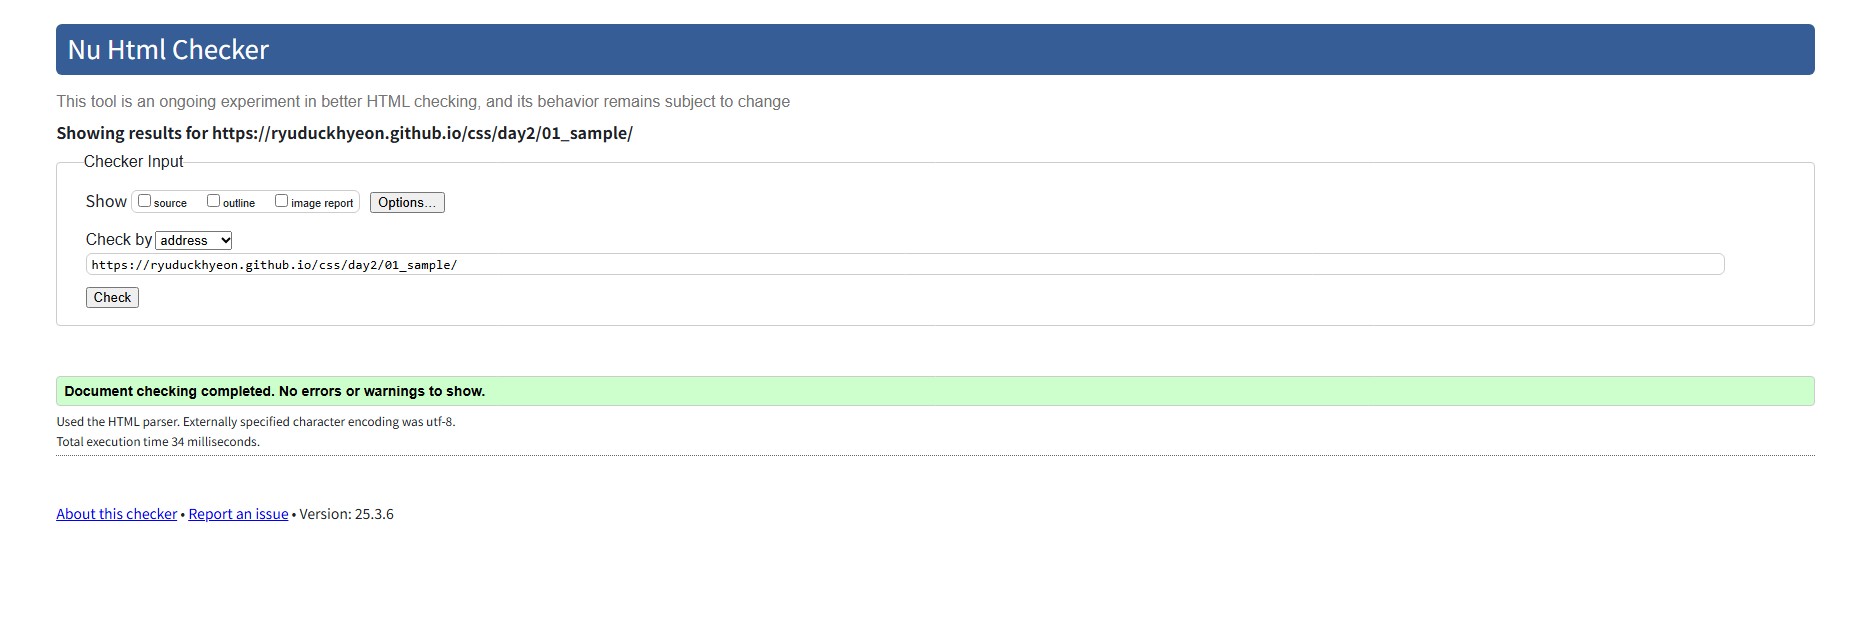 Nu Html Checker
This tool is an ongoing experiment in better HTML checking, and its behavior remains subject to change
Showing results for https://ryuduckhyeon.github.io/css/day2/01_sample/
Checker Input
Show source outline image report Options...
Check by address
https://ryuduckhyeon.github.io/css/day2/01_sample/
Check
Document checking completed. No errors or warnings to show.
Used the HTML parser. Externally specified character encoding was utf-8.
Total execution time 34 milliseconds.
About this checker • Report an issue • Version: 25.3.6